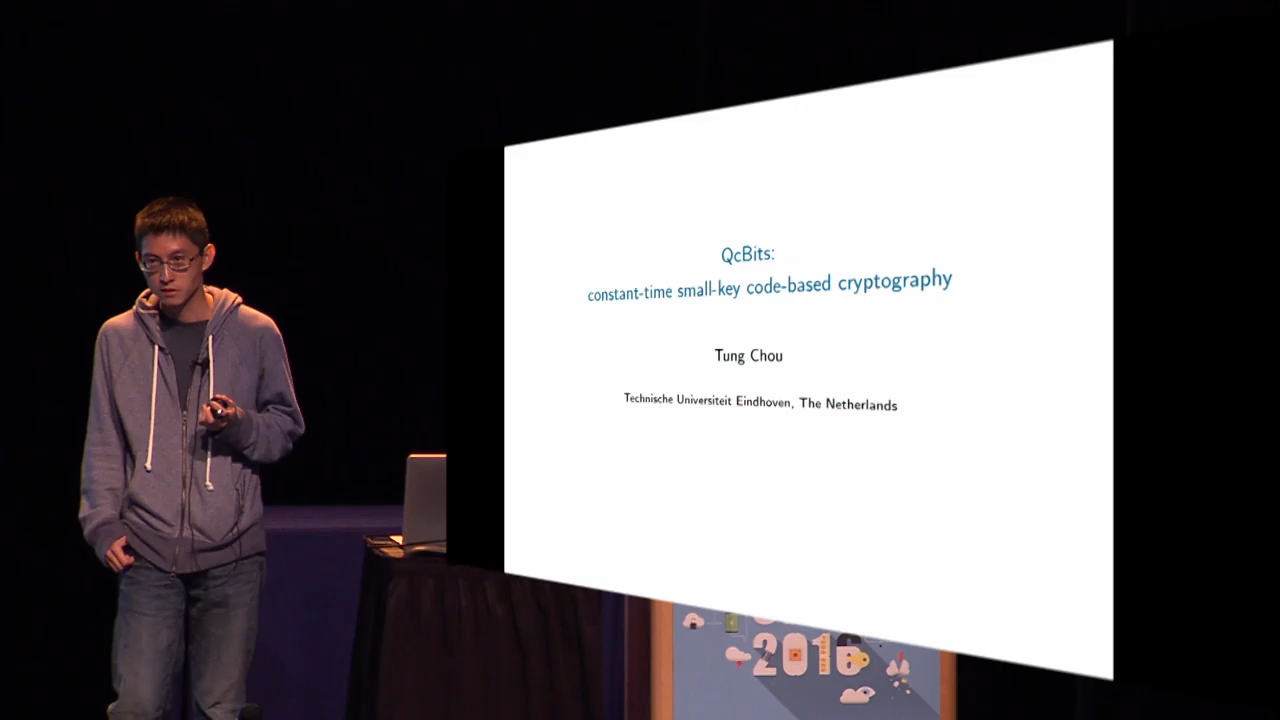 QcBits:
constant-time small-key code-based cryptography
Tung Chou
Technische Universiteit Eindhoven, The Netherlands
2016